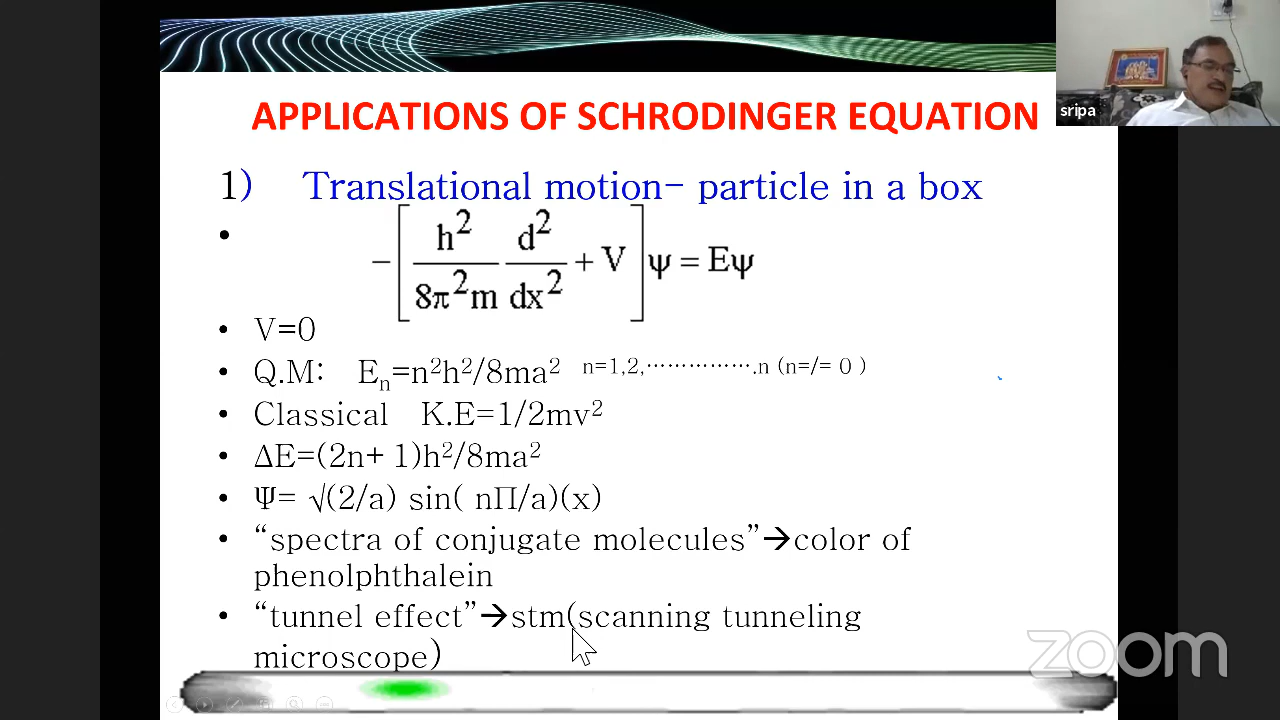 APPLICATIONS OF SCHRODINGER EQUATION
sripa
1) Translational motion- particle in a box
• -[h²/8π²m d²/dx² + V]ψ = Eψ
• V=0
• Q.M: Eₙ=n²h²/8ma² n=1,2,…………….n (n=/= 0 )
• Classical K.E=1/2mv²
• ΔE=(2n+ 1)h²/8ma²
• Ψ= √(2/a) sin( nΠ/a)(x)
• “spectra of conjugate molecules”→color of
phenolphthalein
• “tunnel effect”→stm(scanning tunneling
microscope)
zoom